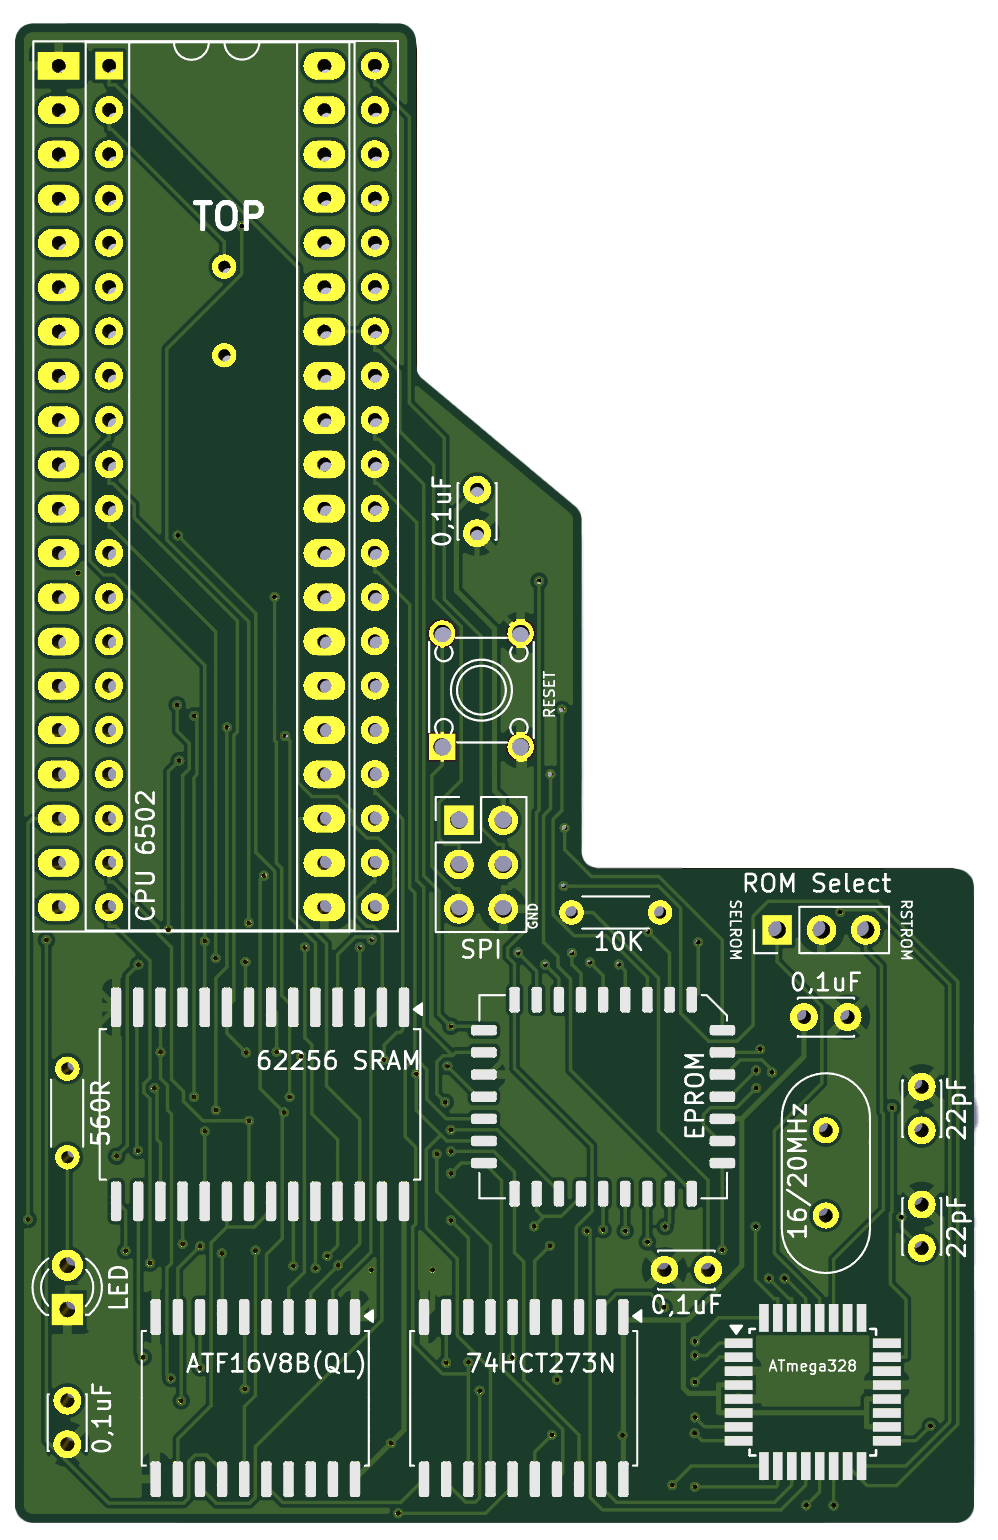 TOP
0,1uF
RESET
CPU 6502
GND
SPI
10K
ROM Select
SELROM
RSTROM
0,1uF
62256 SRAM
EPROM
560R
16/20MHz
22pF
22pF
LED
0,1uF
ATF16V8B(QL)
74HCT273N
ATmega328
0,1uF